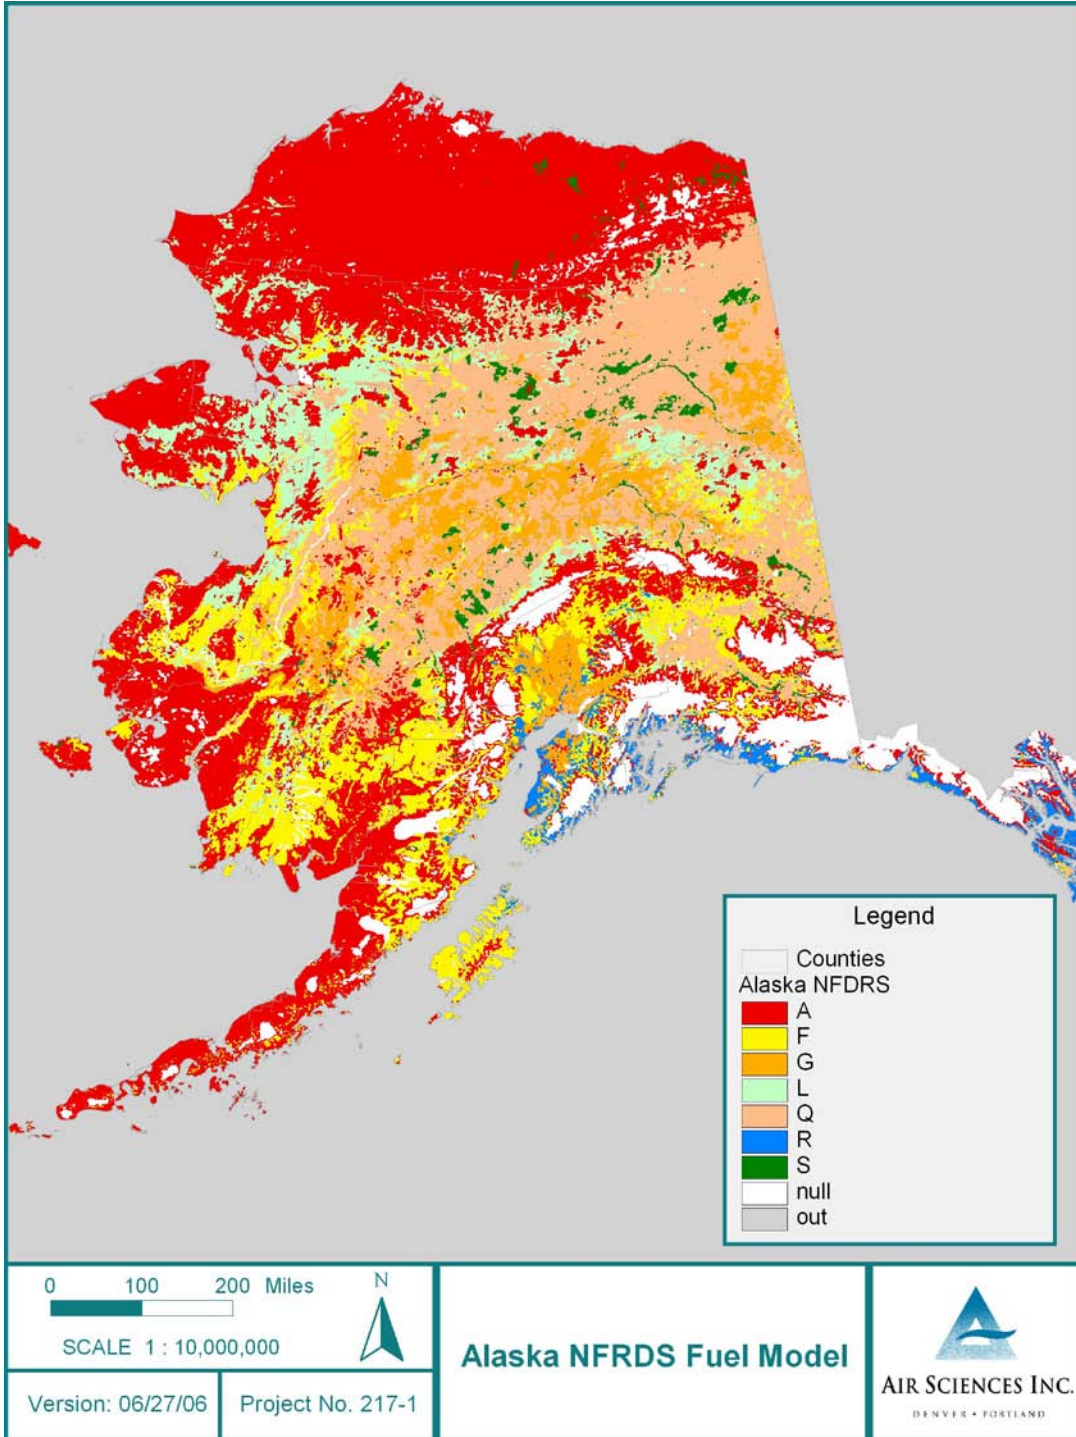 Legend
Counties
Alaska NFDRS
A
F
G
L
Q
R
S
null
out
0 100 200 Miles
N
SCALE 1 : 10,000,000
Version: 06/27/06
Project No. 217-1
Alaska NFRDS Fuel Model
AIR SCIENCES INC.
DENVER • PORTLAND